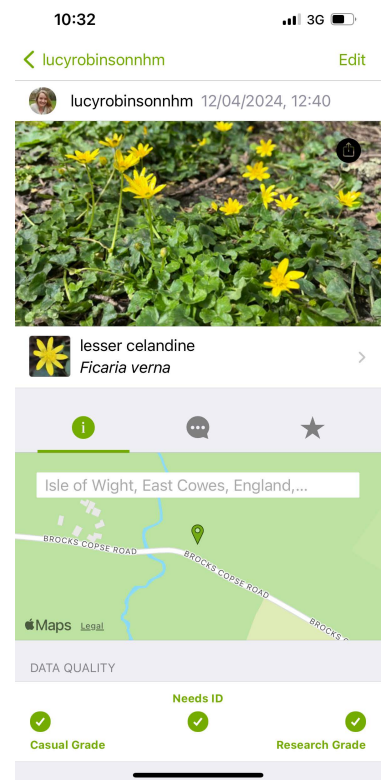 10:32
3G
lucyrobinsonnhm
Edit
lucyrobinsonnhm 12/04/2024, 12:40
lesser celandine
Ficaria verna
i
Isle of Wight, East Cowes, England,...
BROCKS COPSE ROAD
BROCKS COPSE ROAD
BROCKS C
Maps Legal
DATA QUALITY
Needs ID
Casual Grade
Research Grade